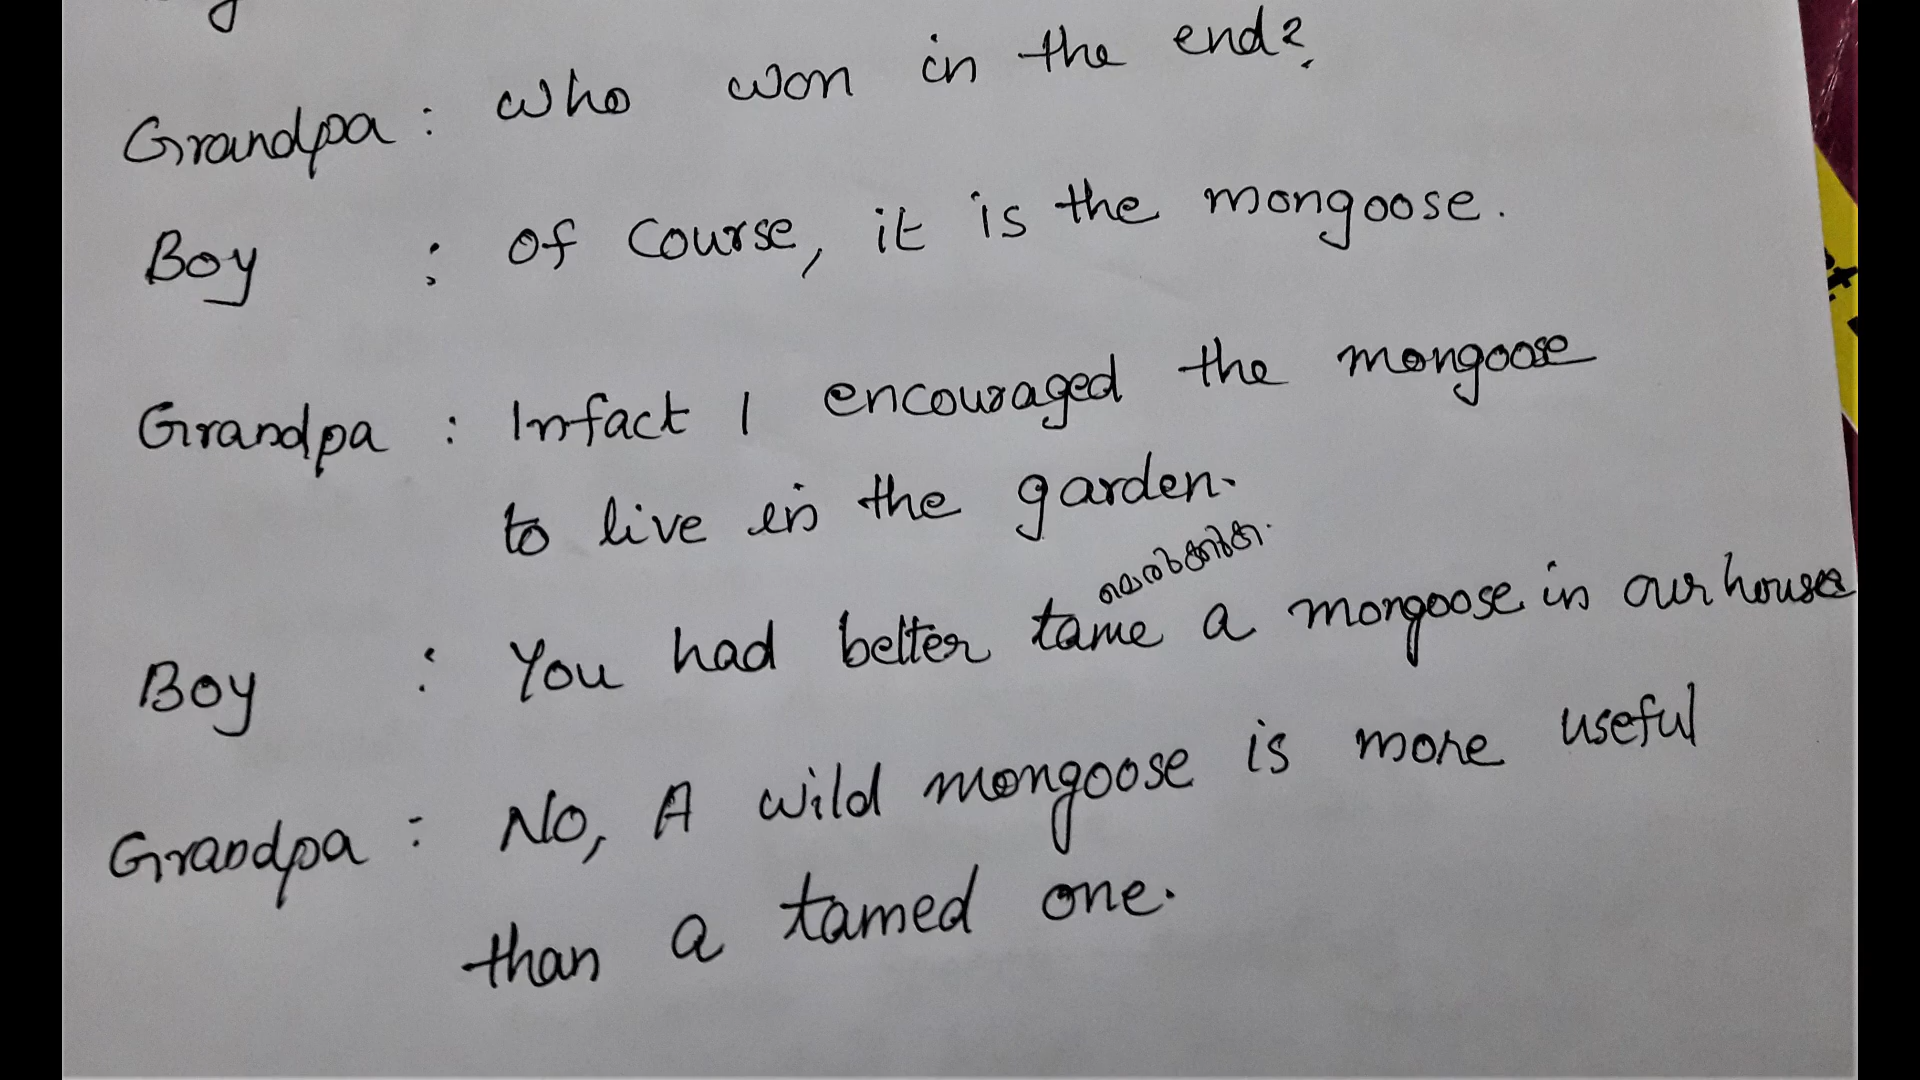 Grandpa : Who won in the end?
Boy : Of Course, it is the mongoose.
Grandpa : Infact I encouraged the mongoose
to live in the garden.
Boy : You had better tame a mongoose in our house
Grandpa : No, A wild mongoose is more useful
than a tamed one.